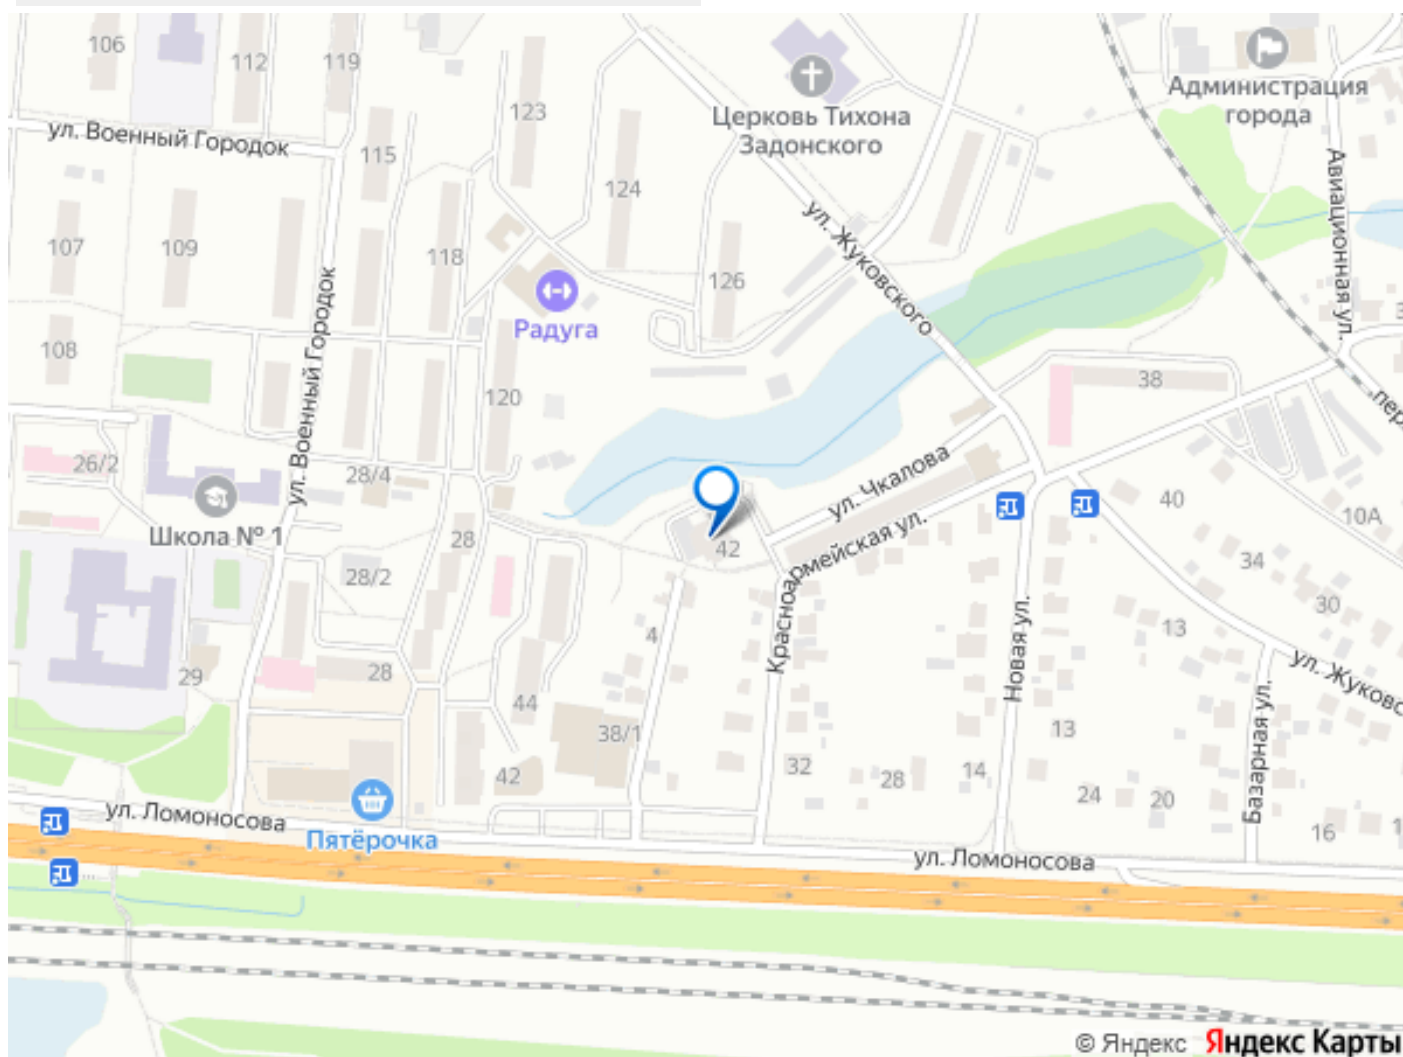 106
112
119
123
Церковь Тихона
Задонского
Администрация
города
ул. Военный Городок
115
124
ул. Жуковского
Авиационная ул.
107
109
118
126
Радуга
ул. Военный Городок
108
120
38
пер
26/2
28/4
ул. Чкалова
Школа № 1
28
42
Красноармейская ул.
40
10А
28/2
34
30
4
13
Новая ул.
ул. Жуковс
29
28
44
38/1
13
Базарная ул.
42
32
28
14
24
20
16
1
3
ул. Ломоносова
Пятёрочка
ул. Ломоносова
...
© Яндекс Яндекс Карты